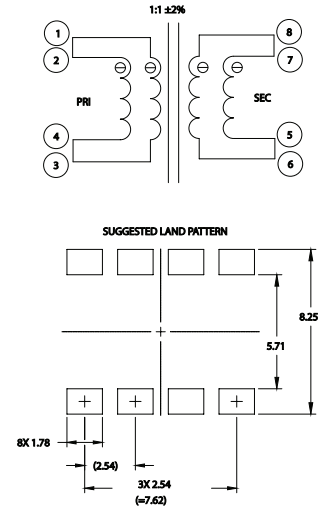 1:1 ±2%
1
8
2
7
PRI
SEC
4
5
3
6
SUGGESTED LAND PATTERN
8.25
5.71
8X 1.78
(2.54)
3X 2.54
(=7.62)